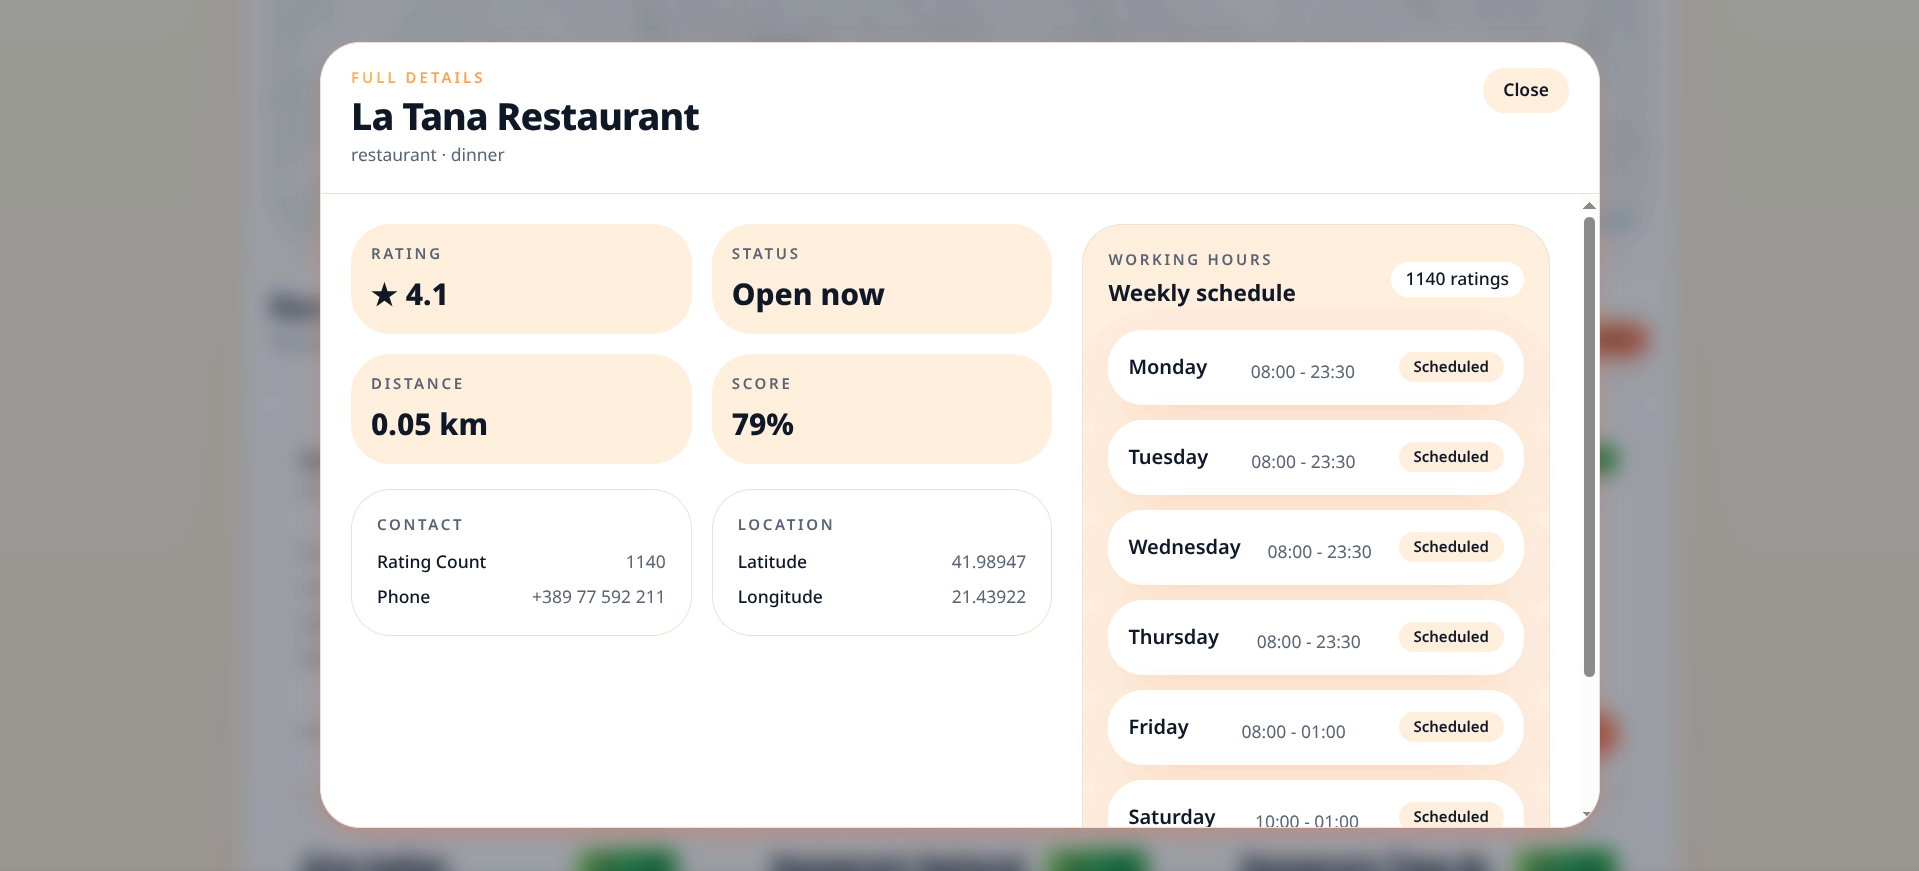 FULL DETAILS
La Tana Restaurant
restaurant · dinner
Close
RATING
★ 4.1
STATUS
Open now
DISTANCE
0.05 km
SCORE
79%
CONTACT
Rating Count 1140
Phone +389 77 592 211
LOCATION
Latitude 41.98947
Longitude 21.43922
WORKING HOURS
Weekly schedule
1140 ratings
Monday 08:00 - 23:30 Scheduled
Tuesday 08:00 - 23:30 Scheduled
Wednesday 08:00 - 23:30 Scheduled
Thursday 08:00 - 23:30 Scheduled
Friday 08:00 - 01:00 Scheduled
Saturday 10:00 - 01:00 Scheduled